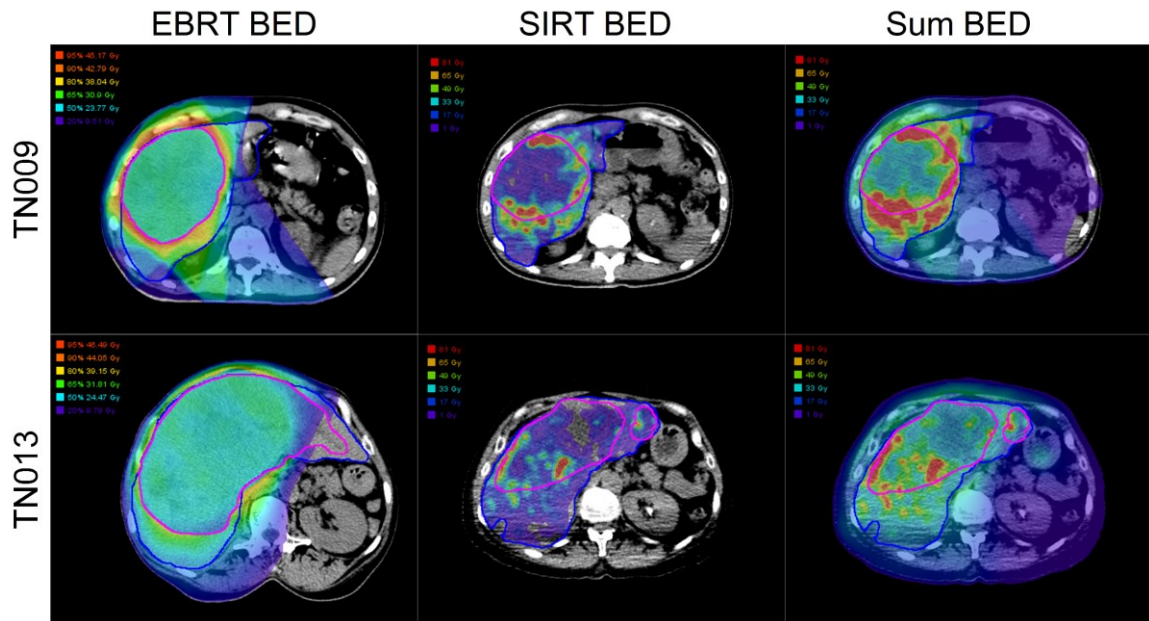 EBRT BED
SIRT BED
Sum BED
TN009
95% 45.17 Gy
90% 42.79 Gy
80% 38.04 Gy
65% 30.9 Gy
50% 23.77 Gy
20% 9.51 Gy
81 Gy
65 Gy
49 Gy
33 Gy
17 Gy
1 Gy
81 Gy
65 Gy
49 Gy
33 Gy
17 Gy
1 Gy
TN013
95% 46.49 Gy
90% 44.05 Gy
80% 39.15 Gy
65% 31.81 Gy
50% 24.47 Gy
20% 9.79 Gy
81 Gy
65 Gy
49 Gy
33 Gy
17 Gy
1 Gy
81 Gy
65 Gy
49 Gy
33 Gy
17 Gy
1 Gy